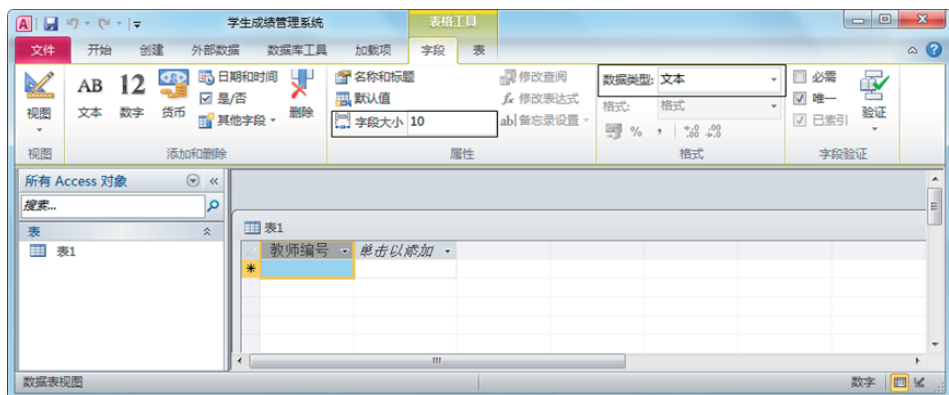 学生成绩管理系统 表格工具
文件 开始 创建 外部数据 数据库工具 加载项 字段 表
视图 AB 文本 12 数字 货币 日期和时间 是/否 其他字段 删除
名称和标题 默认值 字段大小 10
修改查阅 fx 修改表达式 ab| 备忘录设置
数据类型: 文本
格式: 格式
% , .00 .00
必需 唯一 已索引 验证
视图 添加和删除 属性 格式 字段验证
所有 Access 对象 «
搜索...
表
表1
表1
教师编号 单击以添加
*
数据表视图 数字